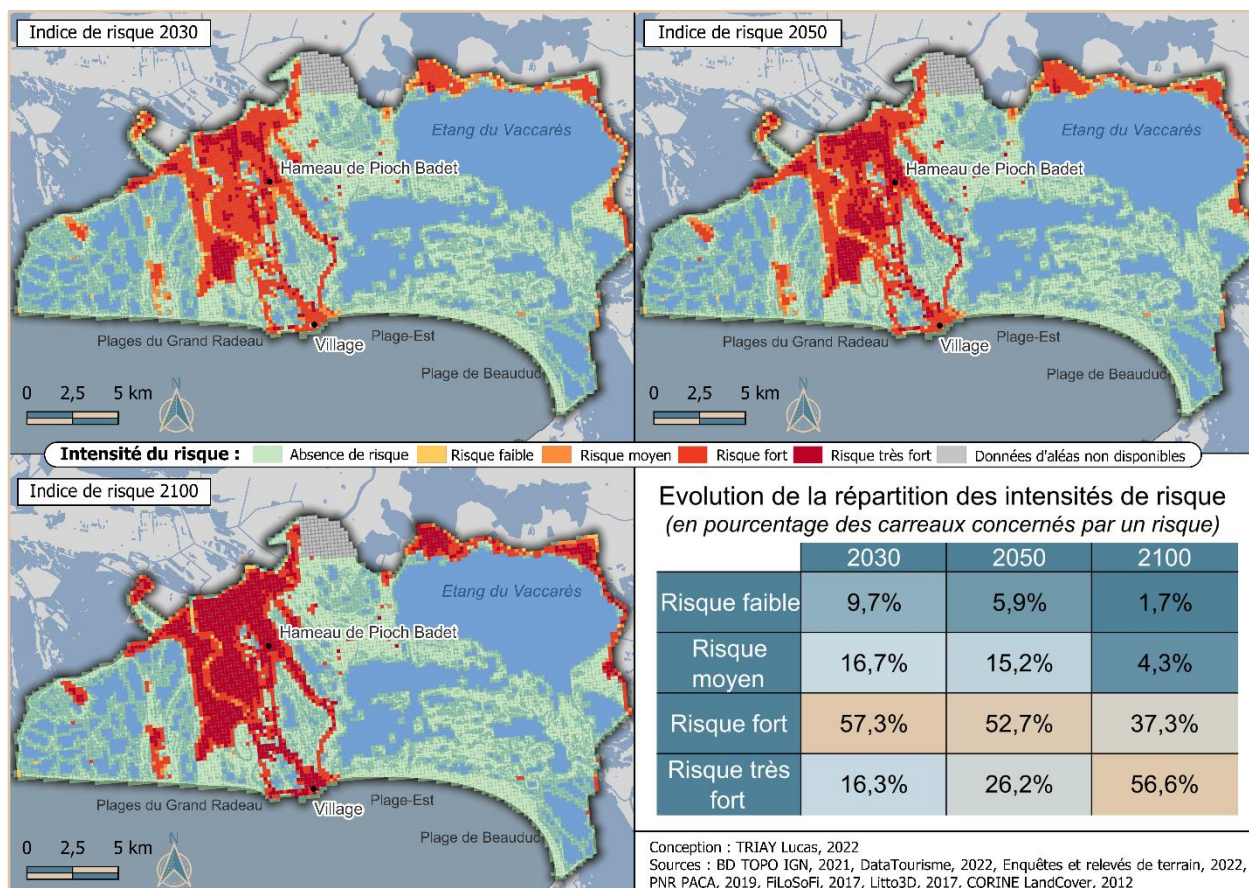 Indice de risque 2030
Etang du Vaccarès
Hameau de Pioch Badet
Plages du Grand Radeau
Village
Plage-Est
Plage de Beauduc
0 2,5 5 km
N
Indice de risque 2050
Etang du Vaccarès
Hameau de Pioch Badet
Plages du Grand Radeau
Village
Plage-Est
Plage de Beauduc
0 2,5 5 km
N
Intensité du risque : Absence de risque Risque faible Risque moyen Risque fort Risque très fort Données d'aléas non disponibles
Indice de risque 2100
Etang du Vaccarès
Hameau de Pioch Badet
Plages du Grand Radeau
Village
Plage-Est
Plage de Beauduc
0 2,5 5 km
N
Evolution de la répartition des intensités de risque
(en pourcentage des carreaux concernés par un risque)
2030 2050 2100
Risque faible 9,7% 5,9% 1,7%
Risque
moyen 16,7% 15,2% 4,3%
Risque fort 57,3% 52,7% 37,3%
Risque très
fort 16,3% 26,2% 56,6%
Conception : TRIAY Lucas, 2022
Sources : BD TOPO IGN, 2021, DataTourisme, 2022, Enquêtes et relevés de terrain, 2022,
PNR PACA, 2019, FiLoSoFi, 2017, Litto3D, 2017, CORINE LandCover, 2012